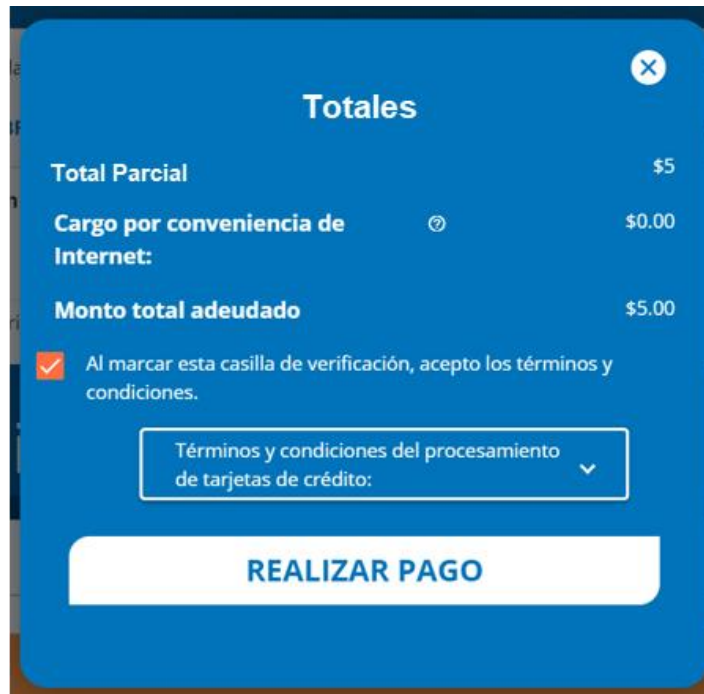 Totales
Total Parcial $5
Cargo por conveniencia de $0.00
Internet:
Monto total adeudado $5.00
Al marcar esta casilla de verificación, acepto los términos y
condiciones.
Términos y condiciones del procesamiento
de tarjetas de crédito:
REALIZAR PAGO